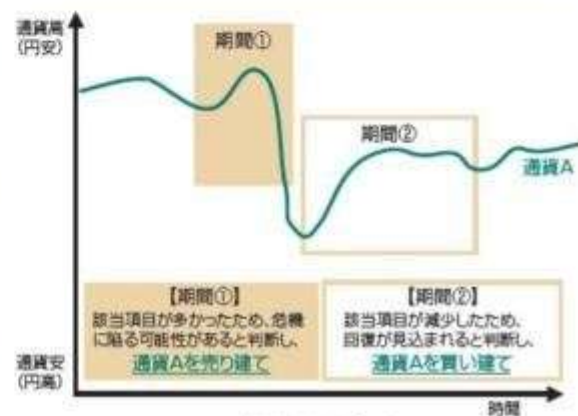 通貨高
(円安)
期間①
期間②
通貨A
【期間①】
該当項目が多かったため、危機
に陥る可能性があると判断し、
通貨Aを売り建て
【期間②】
該当項目が減少したため、
回復が見込まれると判断し、
通貨Aを買い建て
通貨安
(円高)
時間